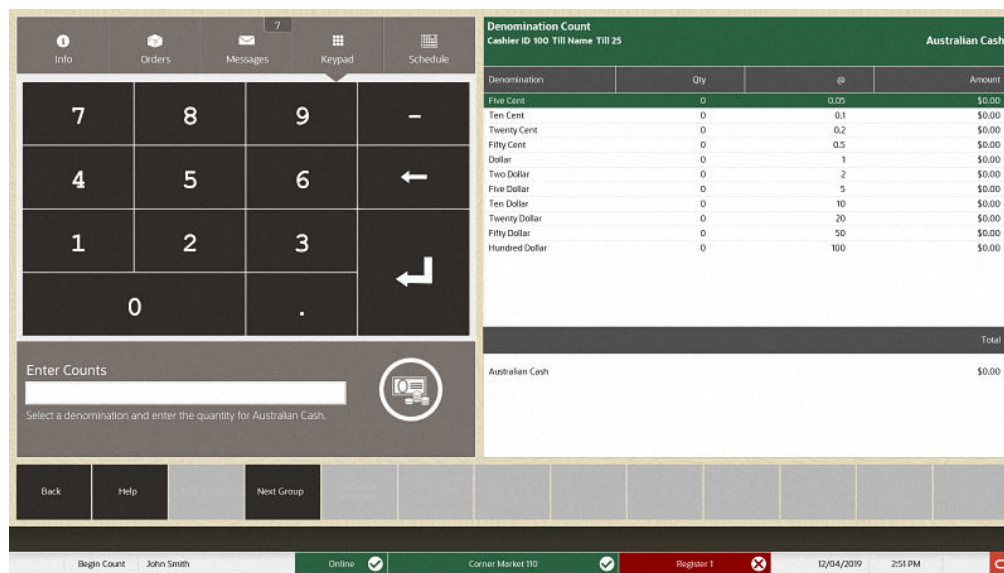 7
Info Orders Messages Keypad Schedule
7 8 9 -
4 5 6
1 2 3
0 .
Enter Counts
Select a denomination and enter the quantity for Australian Cash.
Denomination Count
Cashier ID 100 Till Name Till 25 Australian Cash
Denomination Qty @ Amount
Five Cent 0 0.05 $0.00
Ten Cent 0 0.1 $0.00
Twenty Cent 0 0.2 $0.00
Fifty Cent 0 0.5 $0.00
Dollar 0 1 $0.00
Two Dollar 0 2 $0.00
Five Dollar 0 5 $0.00
Ten Dollar 0 10 $0.00
Twenty Dollar 0 20 $0.00
Fifty Dollar 0 50 $0.00
Hundred Dollar 0 100 $0.00
Total
Australian Cash $0.00
Back Help Next Group
Begin Count John Smith Online Corner Market 110 Register 1 12/04/2019 2:51 PM